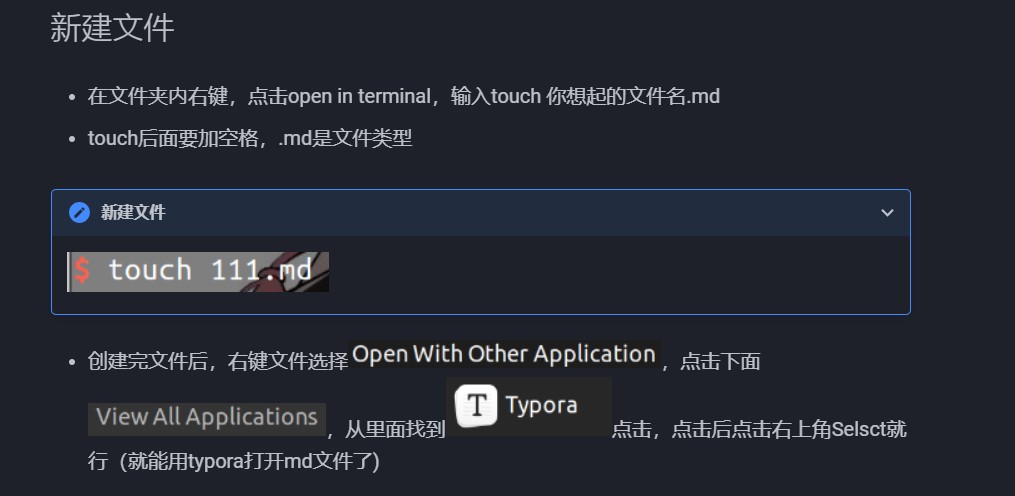 新建文件
在文件夹内右键，点击open in terminal，输入touch 你想起的文件名.md
touch后面要加空格，.md是文件类型
新建文件
$ touch 111.md
创建完文件后，右键文件选择 Open With Other Application ，点击下面
View All Applications ，从里面找到 T Typora 点击，点击后点击右上角Selsct就
行（就能用typora打开md文件了)